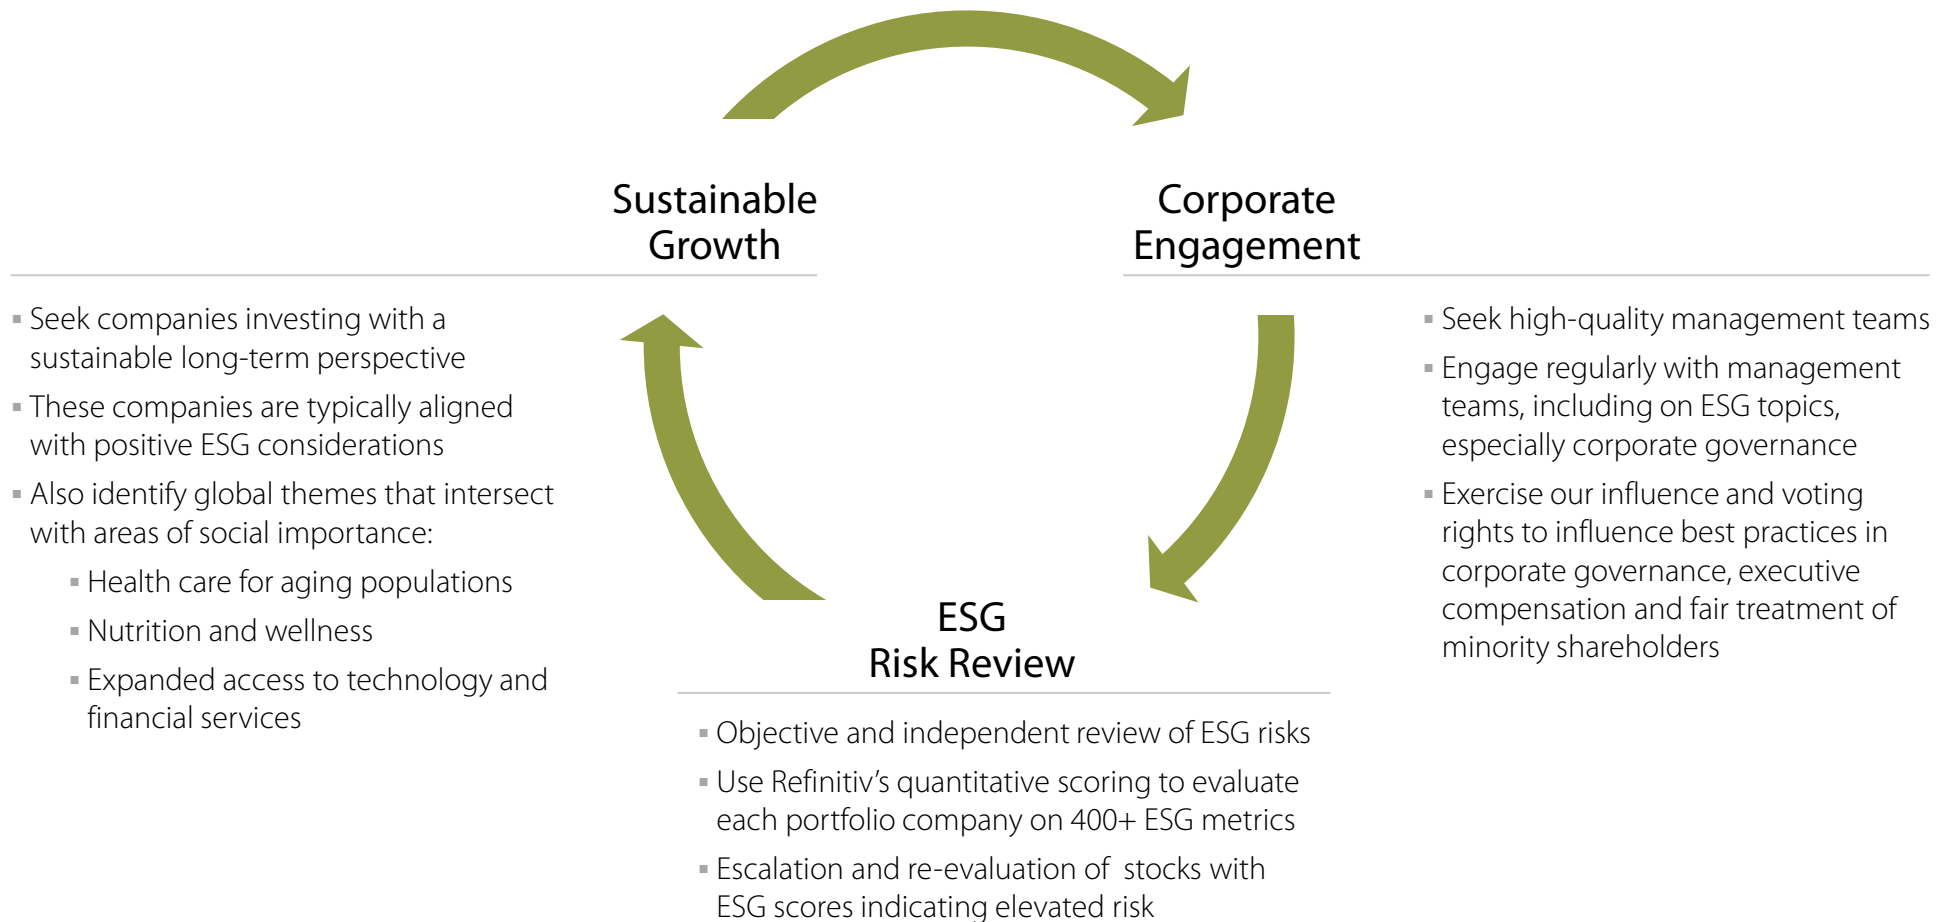 Sustainable
Growth
▪ Seek companies investing with a
sustainable long-term perspective
▪ These companies are typically aligned
with positive ESG considerations
▪ Also identify global themes that intersect
with areas of social importance:
▪ Health care for aging populations
▪ Nutrition and wellness
▪ Expanded access to technology and
financial services
Corporate
Engagement
▪ Seek high-quality management teams
▪ Engage regularly with management
teams, including on ESG topics,
especially corporate governance
▪ Exercise our influence and voting
rights to influence best practices in
corporate governance, executive
compensation and fair treatment of
minority shareholders
ESG
Risk Review
▪ Objective and independent review of ESG risks
▪ Use Refinitiv's quantitative scoring to evaluate
each portfolio company on 400+ ESG metrics
▪ Escalation and re-evaluation of  stocks with
ESG scores indicating elevated risk